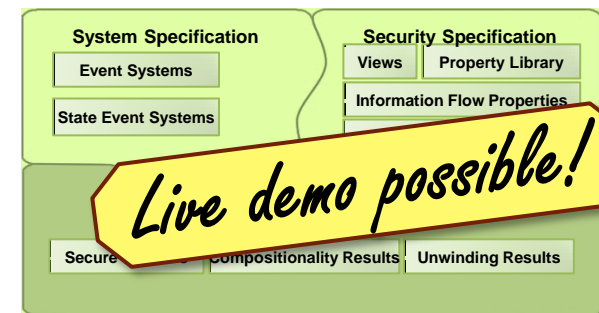 System Specification
Security Specification
Event Systems
Views
Property Library
Information Flow Properties
State Event Systems
Live demo possible!
Secure
Compositionality Results
Unwinding Results